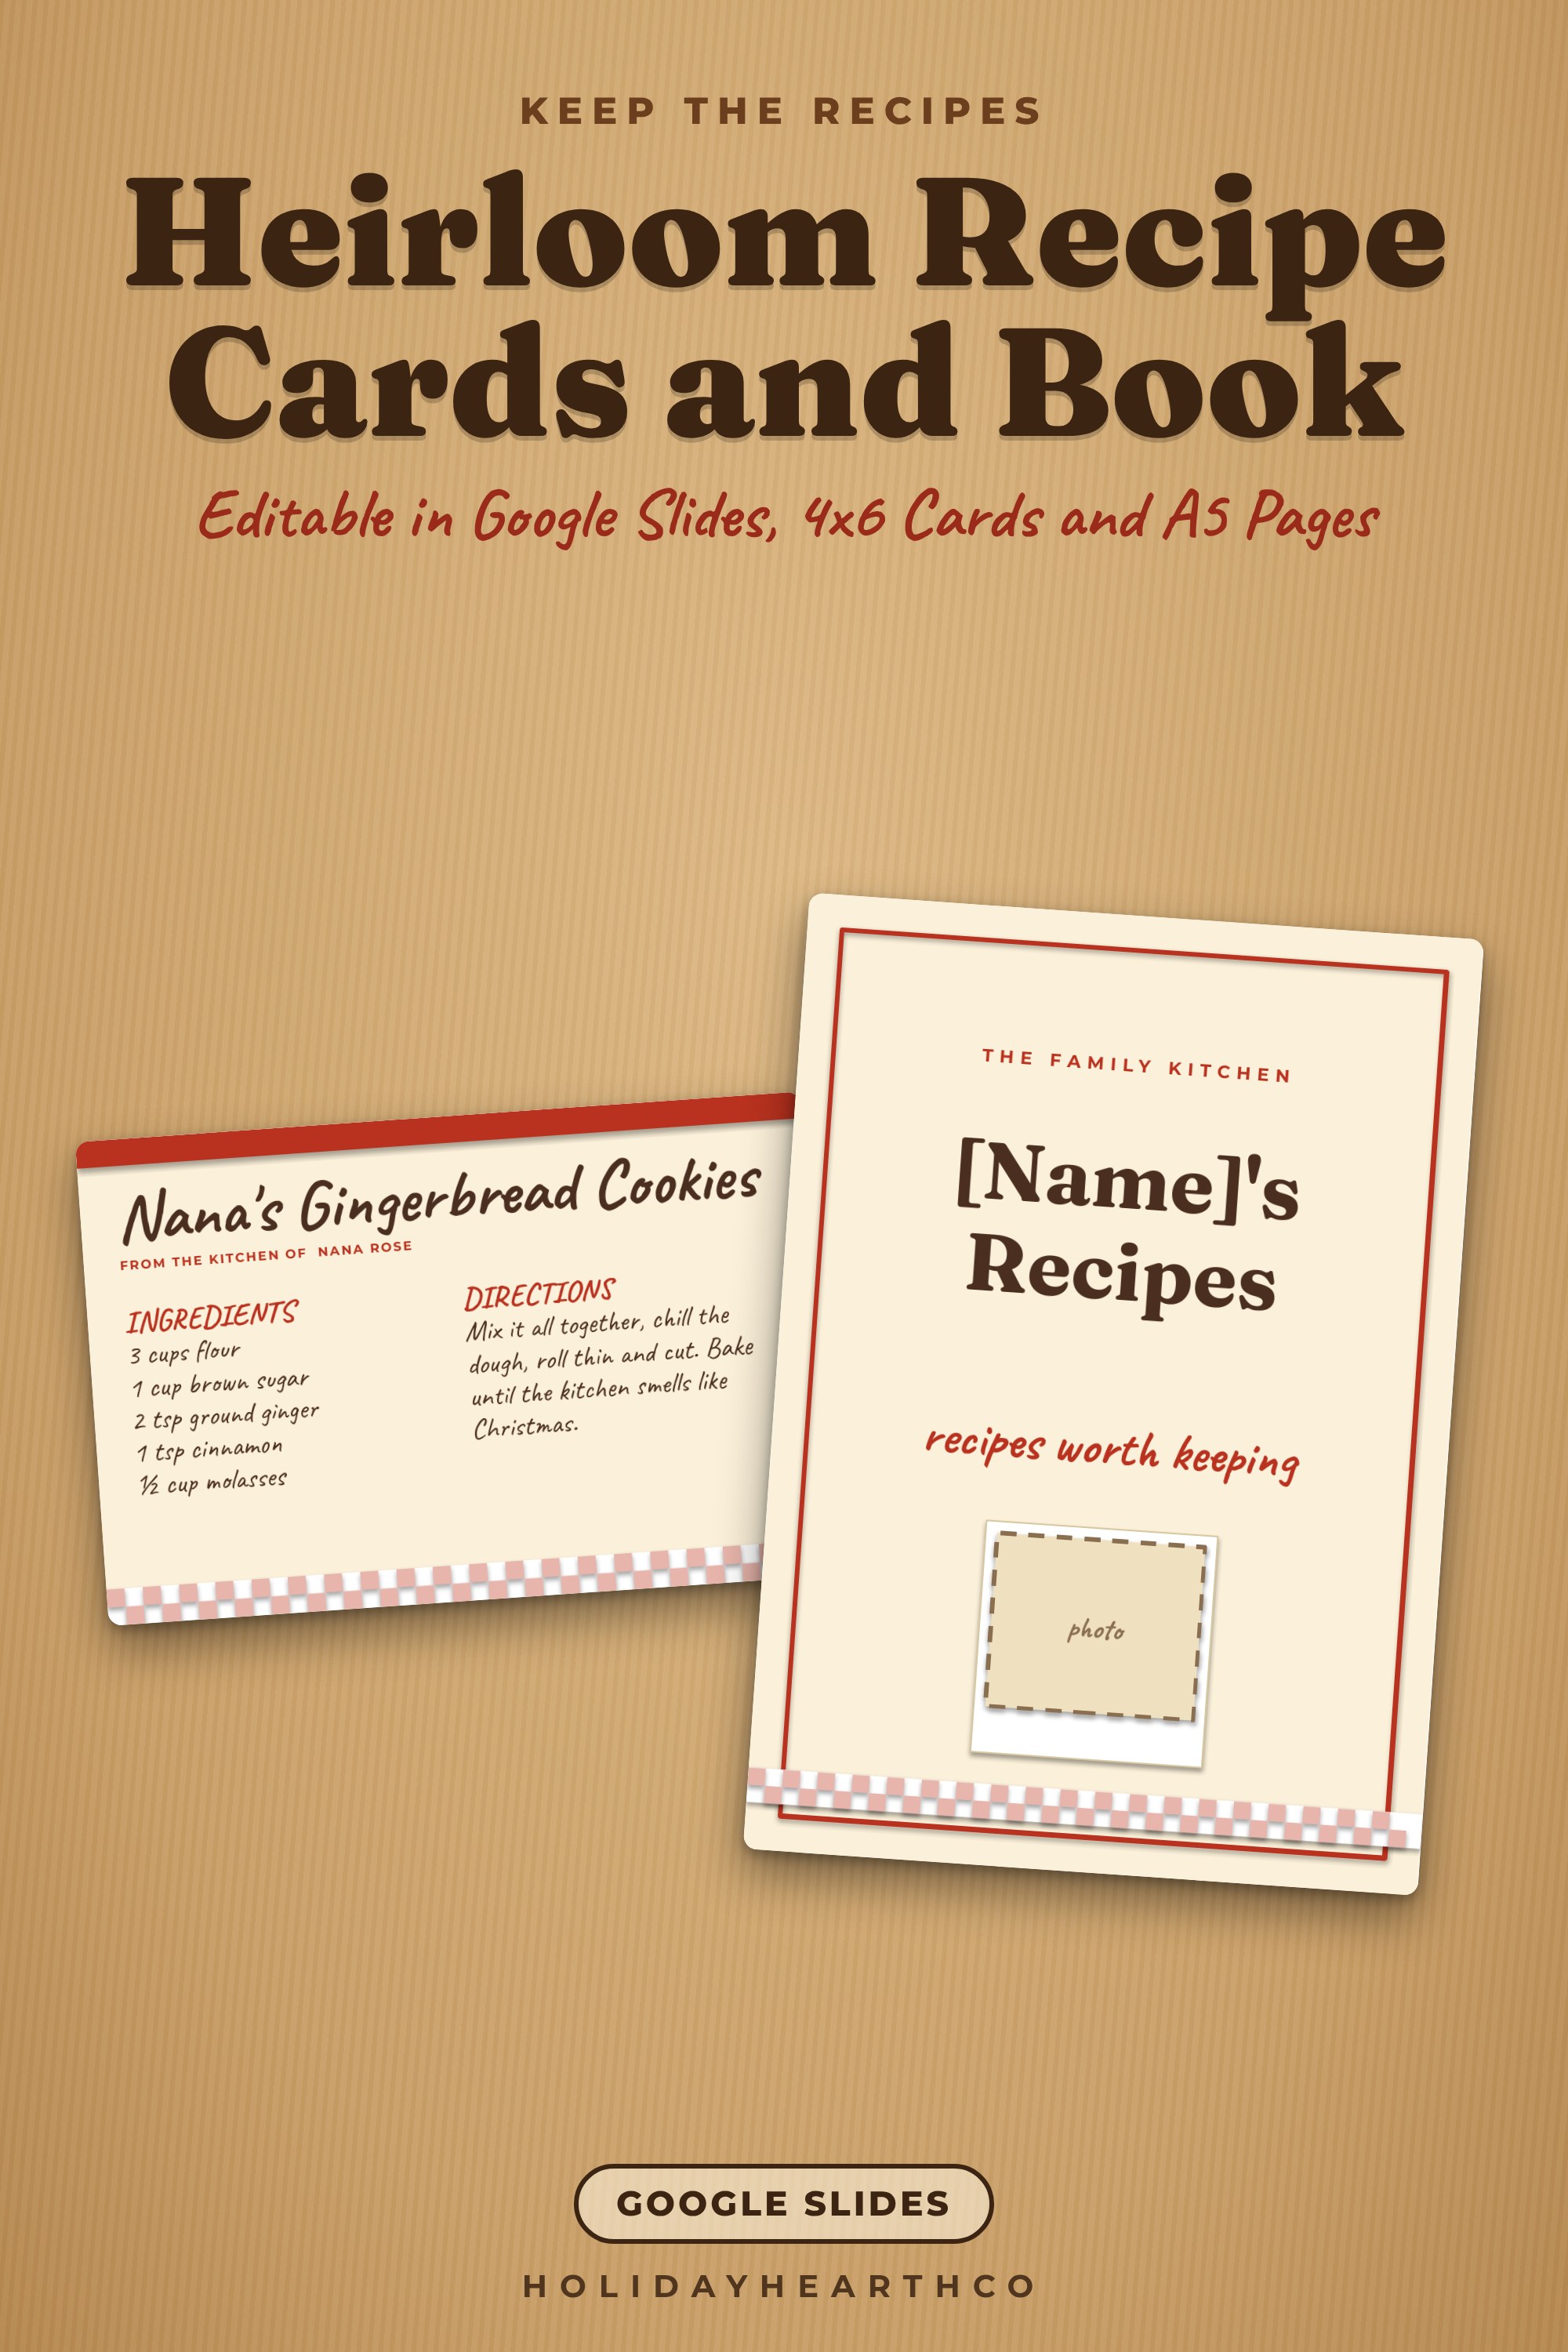 KEEP THE RECIPES
Heirloom Recipe
Cards and Book
Editable in Google Slides, 4x6 Cards and A5 Pages
Nana's Gingerbread Cookies
FROM THE KITCHEN OF NANA ROSE
INGREDIENTS
3 cups flour
1 cup brown sugar
2 tsp ground ginger
1 tsp cinnamon
½ cup molasses
DIRECTIONS
Mix it all together, chill the
dough, roll thin and cut. Bake
until the kitchen smells like
Christmas.
THE FAMILY KITCHEN
[Name]'s
Recipes
recipes worth keeping
photo
GOOGLE SLIDES
HOLIDAYHEARTHCO